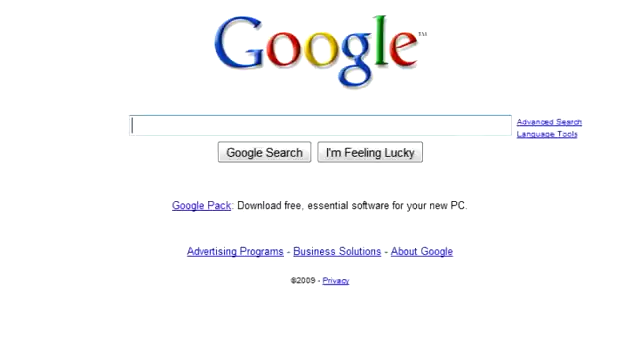 Google™
Advanced Search
Language Tools
Google Search I'm Feeling Lucky
Google Pack: Download free, essential software for your new PC.
Advertising Programs - Business Solutions - About Google
©2009 - Privacy